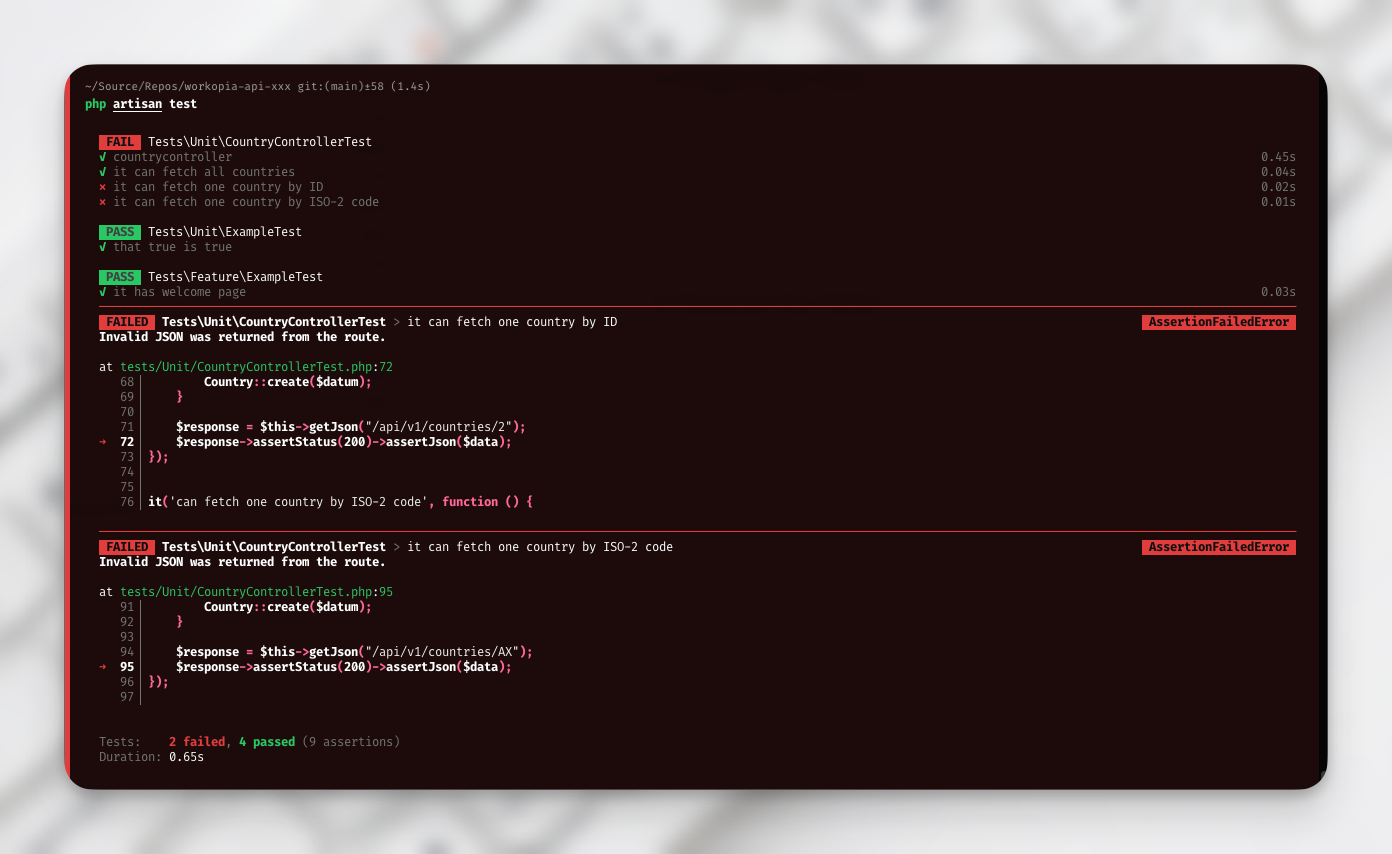 ~/Source/Repos/workopia-api-xxx git:(main)±58 (1.4s)
php artisan test
FAIL Tests\Unit\CountryControllerTest
✓ countrycontroller 0.45s
✓ it can fetch all countries 0.04s
× it can fetch one country by ID 0.02s
× it can fetch one country by ISO-2 code 0.01s
PASS Tests\Unit\ExampleTest
✓ that true is true
PASS Tests\Feature\ExampleTest
✓ it has welcome page 0.03s
FAILED Tests\Unit\CountryControllerTest > it can fetch one country by ID AssertionFailedError
Invalid JSON was returned from the route.
at tests/Unit/CountryControllerTest.php:72
68 Country::create($datum);
69 }
70
71 $response = $this->getJson("/api/v1/countries/2");
➜ 72 $response->assertStatus(200)->assertJson($data);
73 });
74
75
76 it('can fetch one country by ISO-2 code', function () {
FAILED Tests\Unit\CountryControllerTest > it can fetch one country by ISO-2 code AssertionFailedError
Invalid JSON was returned from the route.
at tests/Unit/CountryControllerTest.php:95
91 Country::create($datum);
92 }
93
94 $response = $this->getJson("/api/v1/countries/AX");
➜ 95 $response->assertStatus(200)->assertJson($data);
96 });
97
Tests: 2 failed, 4 passed (9 assertions)
Duration: 0.65s